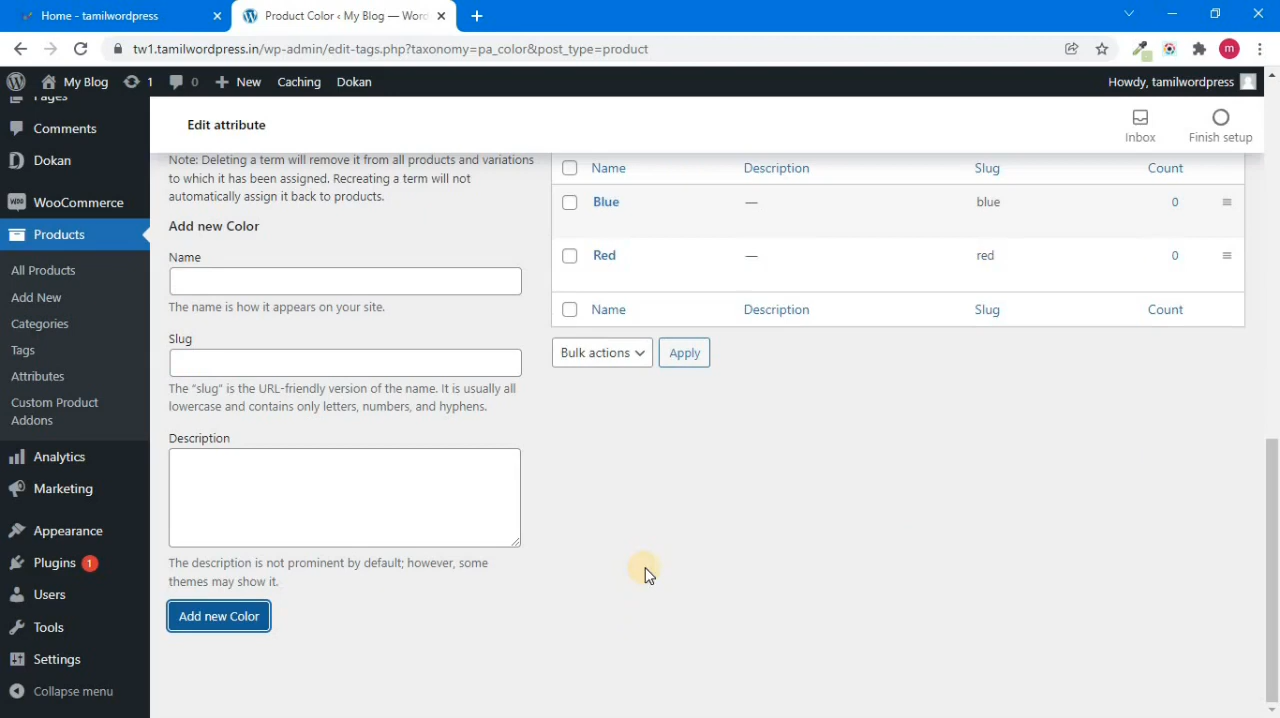 Home - tamilwordpress
Product Color ‹ My Blog — Word
tw1.tamilwordpress.in/wp-admin/edit-tags.php?taxonomy=pa_color&post_type=product
m
My Blog
1
0
New
Caching
Dokan
Howdy, tamilwordpress
Pages
Comments
Dokan
WooCommerce
Products
All Products
Add New
Categories
Tags
Attributes
Custom Product
Addons
Analytics
Marketing
Appearance
Plugins 1
Users
Tools
Settings
Collapse menu
Edit attribute
Inbox
Finish setup
Note: Deleting a term will remove it from all products and variations
to which it has been assigned. Recreating a term will not
automatically assign it back to products.
Add new Color
Name
The name is how it appears on your site.
Slug
The “slug” is the URL-friendly version of the name. It is usually all
lowercase and contains only letters, numbers, and hyphens.
Description
The description is not prominent by default; however, some
themes may show it.
Add new Color
Name Description Slug Count
Blue — blue 0
Red — red 0
Name Description Slug Count
Bulk actions
Apply